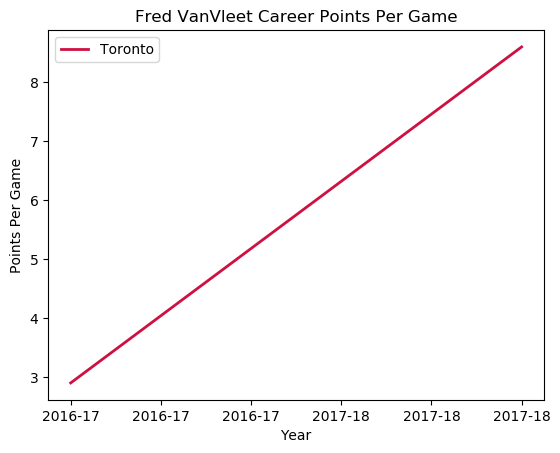 Fred VanVleet Career Points Per Game
Toronto
Points Per Game
8
7
6
5
4
3
2016-17 2016-17 2016-17 2017-18 2017-18 2017-18
Year